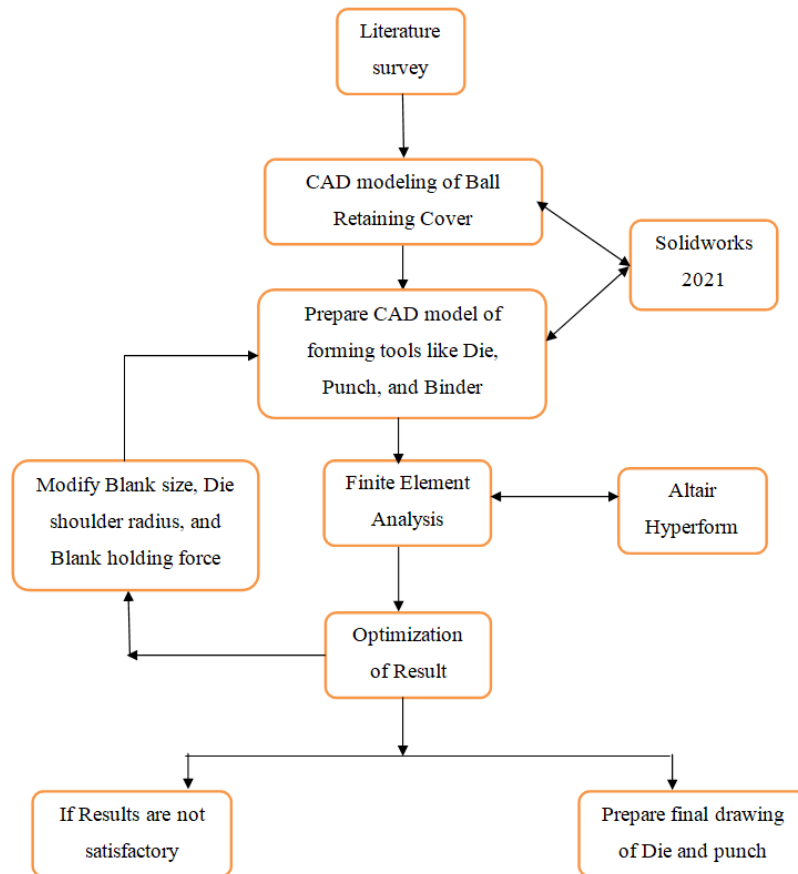 Literature
survey
CAD modeling of Ball
Retaining Cover
Solidworks
2021
Prepare CAD model of
forming tools like Die,
Punch, and Binder
Modify Blank size, Die
shoulder radius, and
Blank holding force
Finite Element
Analysis
Altair
Hyperform
Optimization
of Result
If Results are not
satisfactory
Prepare final drawing
of Die and punch